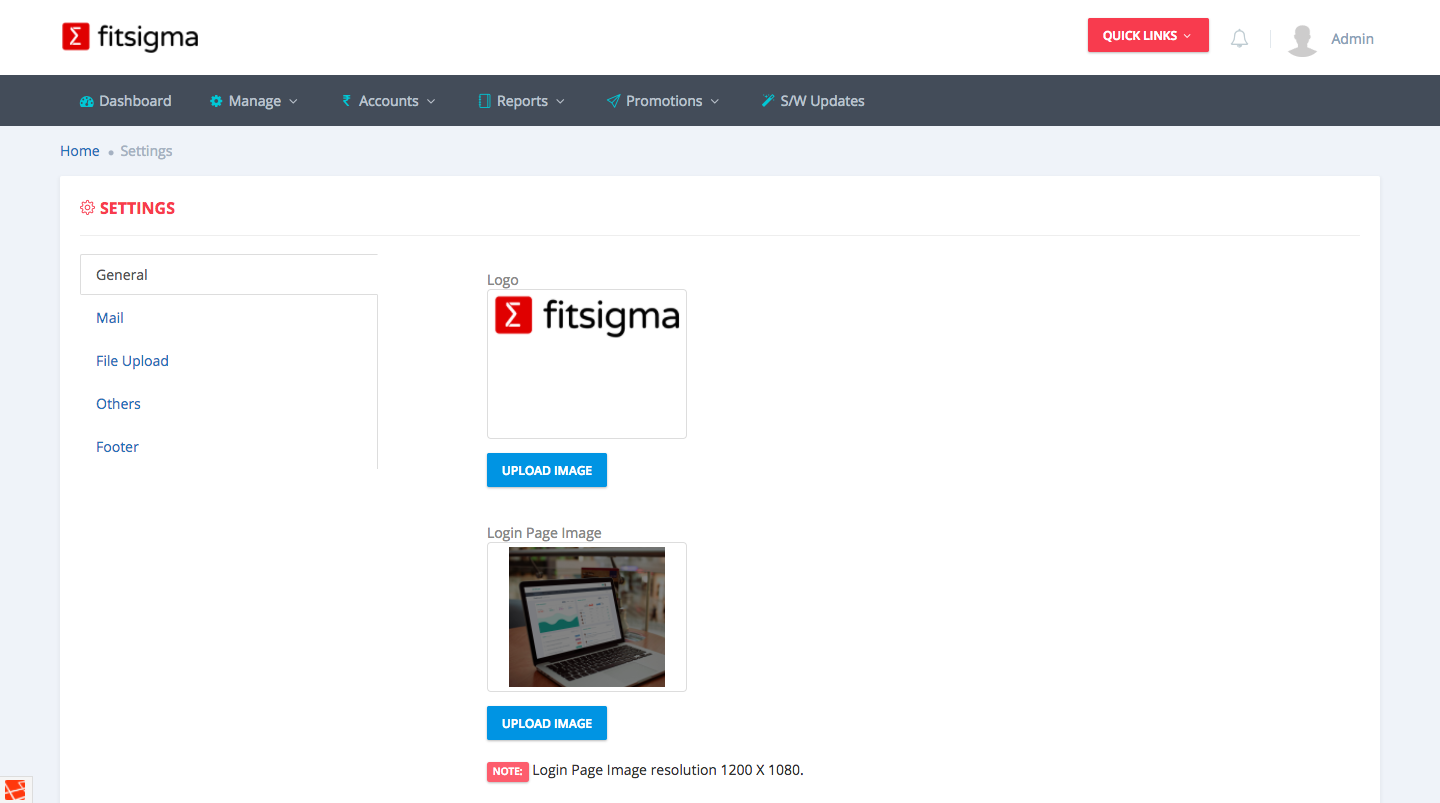 Σ fitsigma
QUICK LINKS
Admin
Dashboard
Manage
₹ Accounts
Reports
Promotions
S/W Updates
Home • Settings
SETTINGS
General
Mail
File Upload
Others
Footer
Logo
Σ fitsigma
UPLOAD IMAGE
Login Page Image
UPLOAD IMAGE
NOTE: Login Page Image resolution 1200 X 1080.